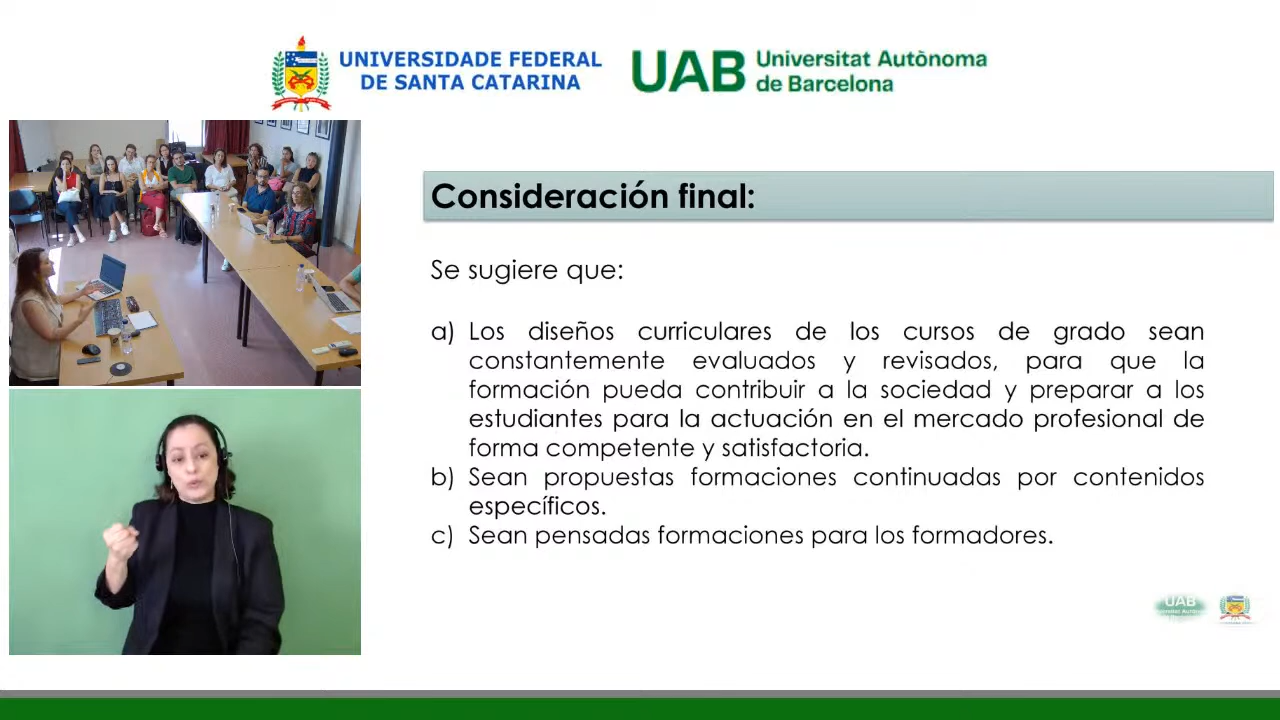 UNIVERSIDADE FEDERAL
DE SANTA CATARINA
UAB Universitat Autònoma
de Barcelona
Consideración final:
Se sugiere que:
a) Los diseños curriculares de los cursos de grado sean
constantemente evaluados y revisados, para que la
formación pueda contribuir a la sociedad y preparar a los
estudiantes para la actuación en el mercado profesional de
forma competente y satisfactoria.
b) Sean propuestas formaciones continuadas por contenidos
específicos.
c) Sean pensadas formaciones para los formadores.
UAB